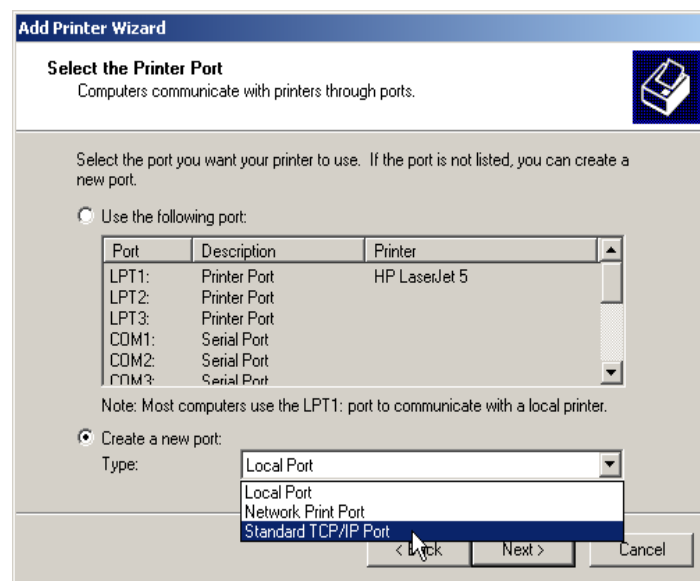 Add Printer Wizard
Select the Printer Port
Computers communicate with printers through ports.
Select the port you want your printer to use. If the port is not listed, you can create a
new port.
Use the following port:
Port Description Printer
LPT1: Printer Port HP LaserJet 5
LPT2: Printer Port
LPT3: Printer Port
COM1: Serial Port
COM2: Serial Port
COM3: Serial Port
Note: Most computers use the LPT1: port to communicate with a local printer.
Create a new port:
Type: Local Port
Local Port
Network Print Port
Standard TCP/IP Port
< Back Next > Cancel